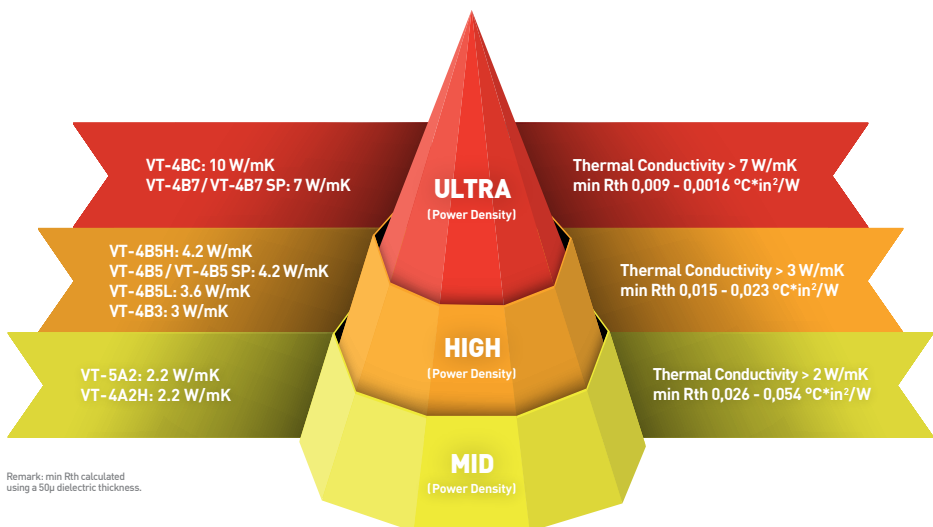 VT-4BC: 10 W/mK
VT-4B7/VT-4B7 SP: 7 W/mK
ULTRA
(Power Density)
Thermal Conductivity > 7 W/mK
min Rth 0,009 - 0,0016 °C*in²/W
VT-4B5H: 4.2 W/mK
VT-4B5/VT-4B5 SP: 4.2 W/mK
VT-4B5L: 3.6 W/mK
VT-4B3: 3 W/mK
HIGH
(Power Density)
Thermal Conductivity > 3 W/mK
min Rth 0,015 - 0,023 °C*in²/W
VT-5A2: 2.2 W/mK
VT-4A2H: 2.2 W/mK
MID
(Power Density)
Thermal Conductivity > 2 W/mK
min Rth 0,026 - 0,054 °C*in²/W
Remark: min Rth calculated
using a 50µ dielectric thickness.